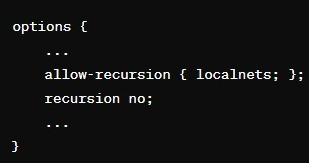 options {
...
allow-recursion { localnets; };
recursion no;
...
}